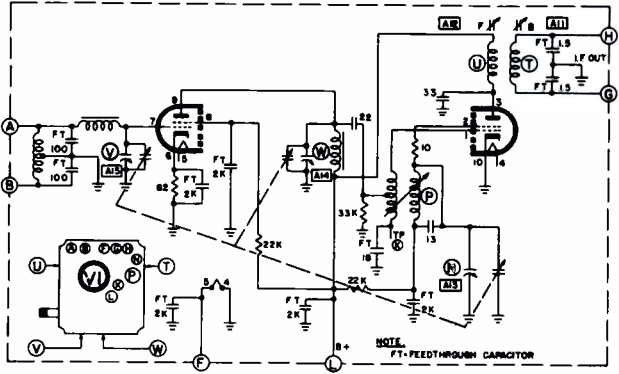 A12 F B A11
H
FT 1.5
U T I.F OUT
FT 1.5
G
33
9 3
A FT 100 7 8 22 2
FT 100 V A15 6 5 W A14 10 10 4
B
82 FT 2K FT 2K
33K P
TP K
FT 18 13
M A13
22K 22K
A B F G H
N
U V1 P T
K
L
FT 2K 5 4 FT 2K FT 2K
B+
V W F L
NOTE
FT=FEEDTHROUGH CAPACITOR